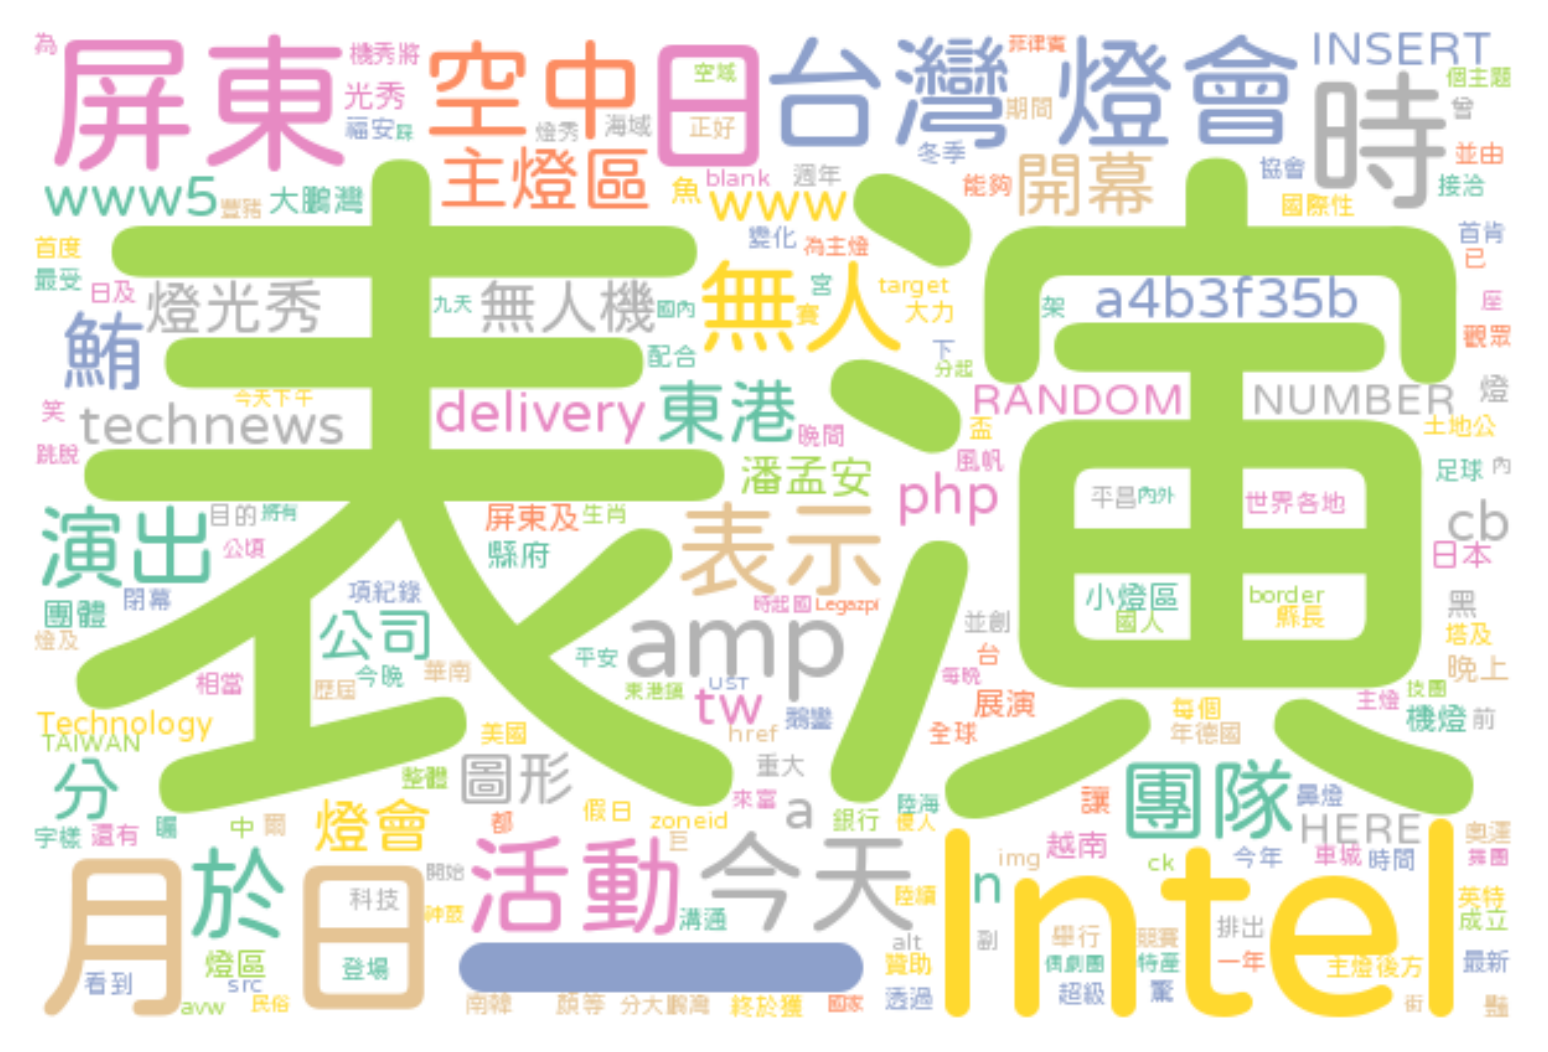 為
屏東
機秀將
光秀
福安
踩
空中
燈秀
海域
日
空域
正好
台灣燈會
菲律賓
期間
冬季
INSERT
時
個主題
曾
並由
接洽
www5
豐豬
大鵬灣
主燈區
魚
blank
週年
www
能夠
開幕
協會
國際性
首度
最受
日及
燈光秀
九天
無人機
國內
變化
為主燈
無人
宮
賽
target
大力
表演
架
a4b3f35b
首肯
已
座
觀眾
鮪
配合
下
分起
今天下午
笑
technews
跳脫
delivery
東港
晚間
盃
風帆
RANDOM
NUMBER
燈
土地公
足球
內
潘孟安
php
平昌
內外
世界各地
cb
日本
演出
目的
將有
公頃
屏東及
生肖
縣府
表示
團體
閉幕
燈及
項紀錄
公司
今晚
華南
歷屆
相當
時起
國
Legazpi
amp
平安
東港鎮
UST
tw
鵝鑾
href
並創
台
每晚
展演
全球
小燈區
國人
border
縣長
黑
塔及
晚上
主燈
機燈
前
每個
年德國
Technology
TAIWAN
分
美國
整體
圖形
重大
來富
a
銀行
陸海
字樣
還有
中
爾
燈會
都
假日
zoneid
巨
讓
團隊
鼻燈
HERE
奧運
月
於
日
科技
登場
開始
神鼓
活動
溝通
今天
陸續
n
img
越南
ck
今年
車城
時間
舞團
英特
成立
看到
燈區
src
avw
民俗
alt
贊助
透過
副
Intel
舉行
競賽
偶劇團
特產
超級
驚
排出
一年
主燈後方
最新
街
豔
南韓
顏等
分大鵬灣
終於獲
國家